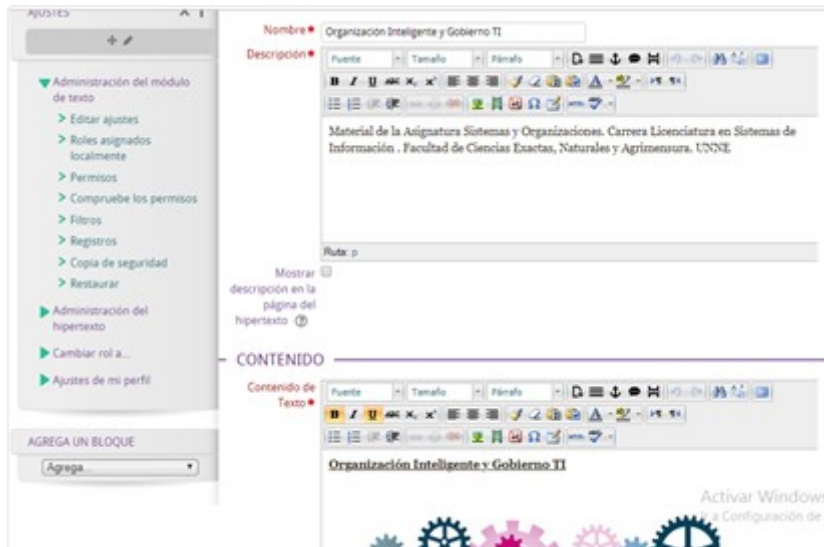 AJUSTES
Administración del módulo
de texto
Editar ajustes
Roles asignados
localmente
Permisos
Compruebe los permisos
Filtros
Registros
Copia de seguridad
Restaurar
Administración del
hipertexto
Cambiar rol a...
Ajustes de mi perfil
AGREGA UN BLOQUE
Agrega...
Nombre
Organización Inteligente y Gobierno TI
Descripción
Fuente Tamaño Párrafo
Material de la Asignatura Sistemas y Organizaciones. Carrera Licenciatura en Sistemas de
Información . Facultad de Ciencias Exactas, Naturales y Agrimensura. UNNE
Ruta: p
Mostrar
descripción en la
página del
hipertexto
CONTENIDO
Contenido de
Texto
Fuente Tamaño Párrafo
Organización Inteligente y Gobierno TI
Activar Windows
Ir a Configuración de